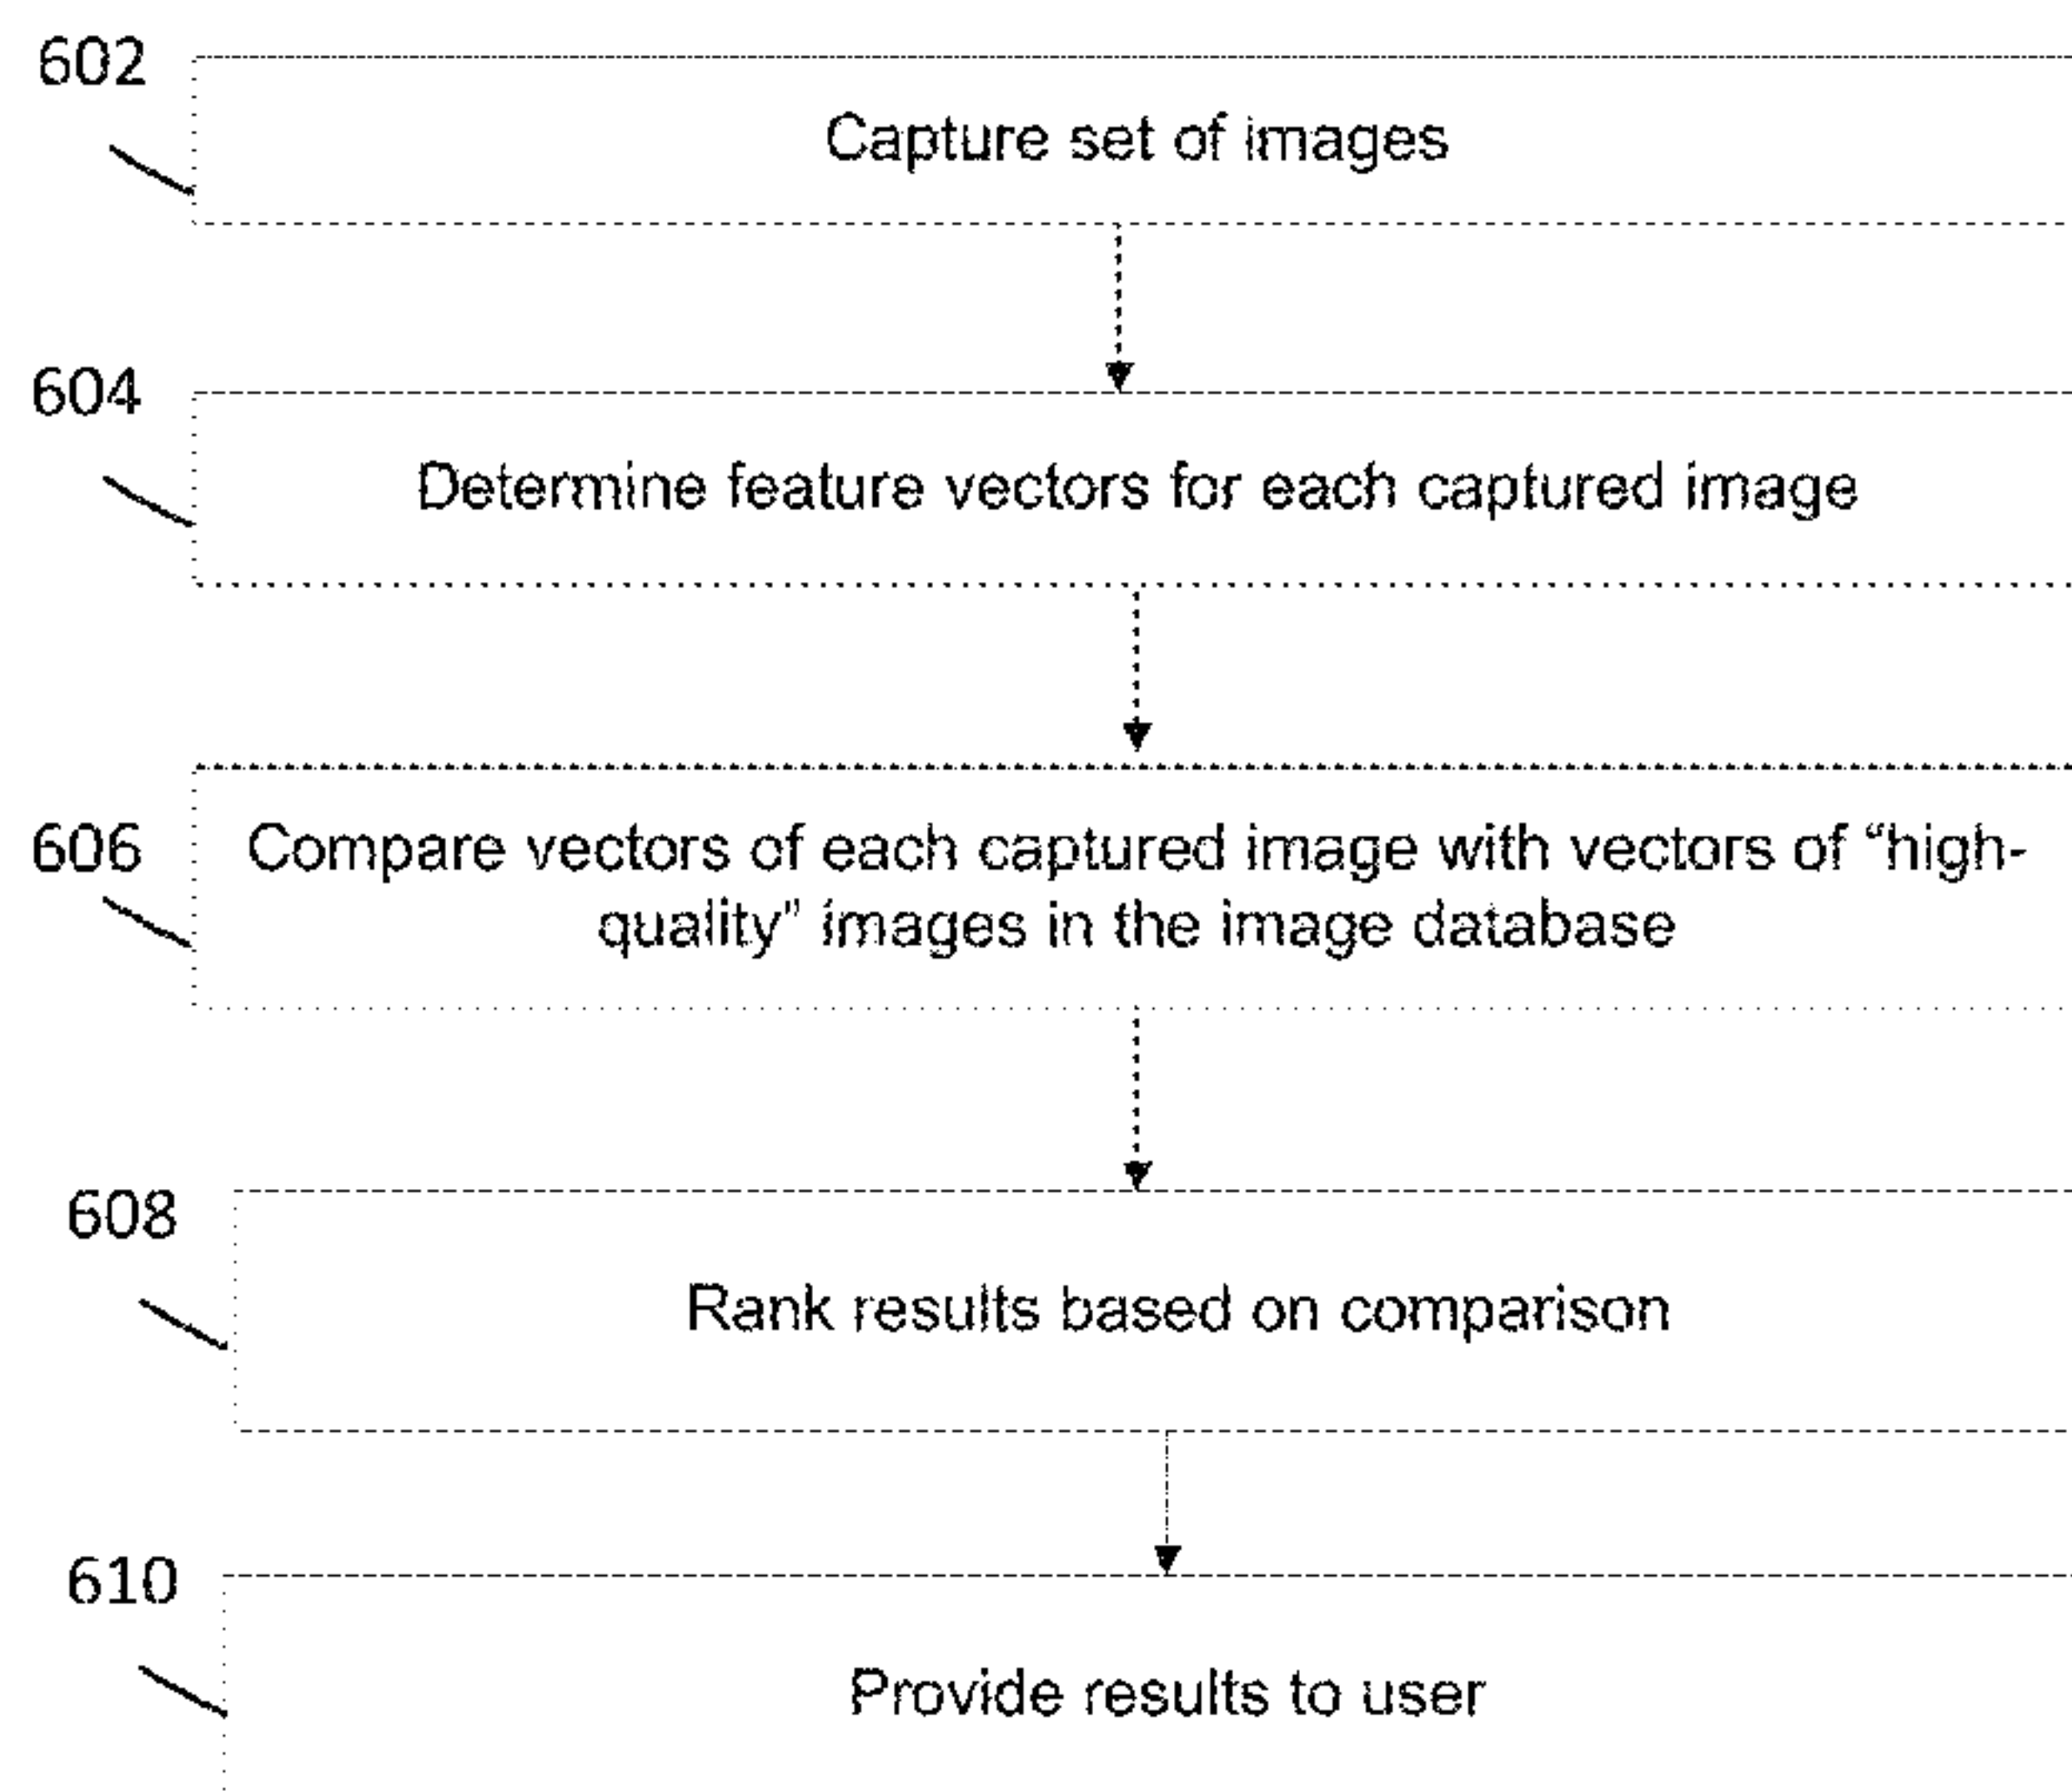 602
Capture set of images
604
Determine feature vectors for each captured image
606
Compare vectors of each captured image with vectors of “high-
quality” images in the image database
608
Rank results based on comparison
610
Provide results to user